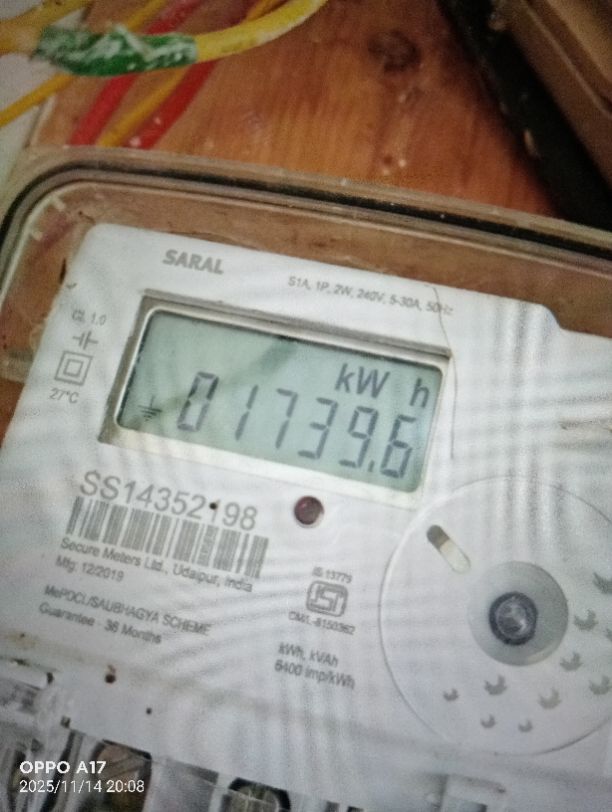 SARAL
S1A, 1P, 2W, 240V, 5-30A, 50Hz
CL 1.0
27°C
kW h
01739.6
SS14352198
Secure Meters Ltd., Udaipur, India
Mfg. 12/2019
MePDCL/SAUBHAGYA SCHEME
Guarantee - 36 Months
IS 13779
CM/L-8150362
kWh, kVAh
6400 imp/kWh
OPPO A17
2025/11/14 20:08